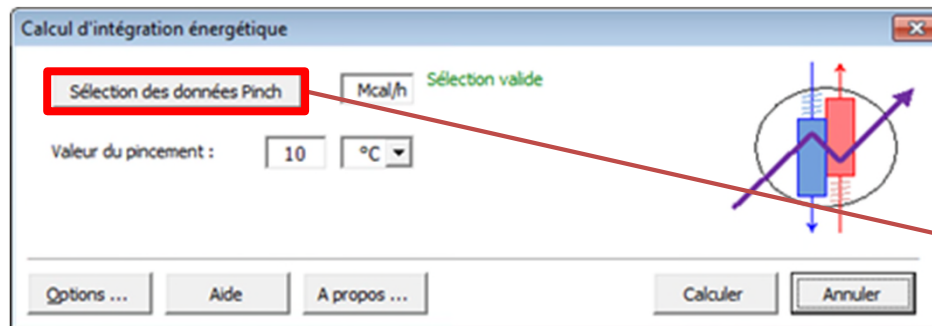 Calcul d'intégration énergétique
Sélection des données Pinch
Mcal/h
Sélection valide
Valeur du pincement :
10
°C
Options ...
Aide
A propos ...
Calculer
Annuler